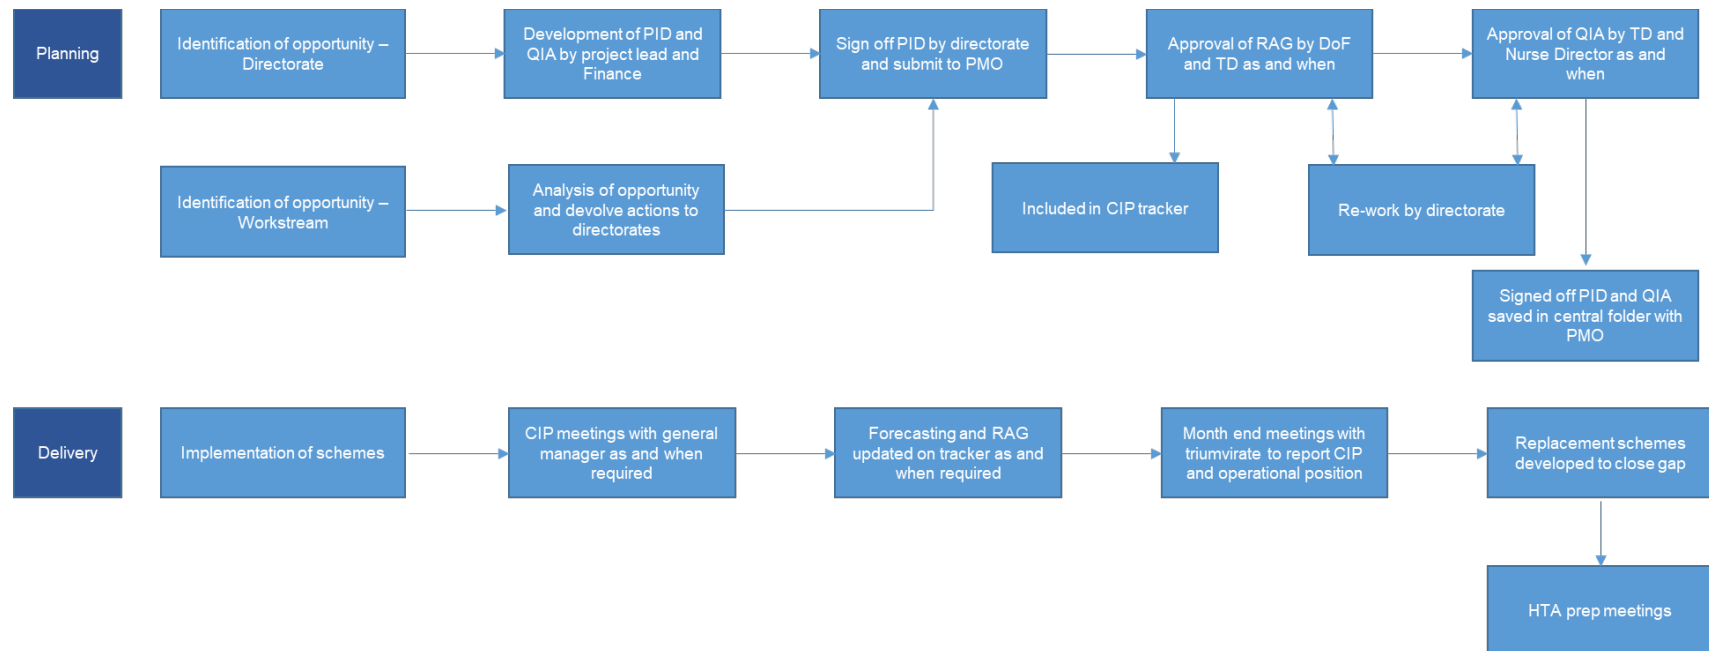 Planning
Identification of opportunity –
Directorate
Development of PID and
QIA by project lead and
Finance
Sign off PID by directorate
and submit to PMO
Approval of RAG by DoF
and TD as and when
Approval of QIA by TD and
Nurse Director as and
when
Identification of opportunity –
Workstream
Analysis of opportunity
and devolve actions to
directorates
Included in CIP tracker
Re-work by directorate
Signed off PID and QIA
saved in central folder with
PMO
Delivery
Implementation of schemes
CIP meetings with general
manager as and when
required
Forecasting and RAG
updated on tracker as and
when required
Month end meetings with
triumvirate to report CIP
and operational position
Replacement schemes
developed to close gap
HTA prep meetings